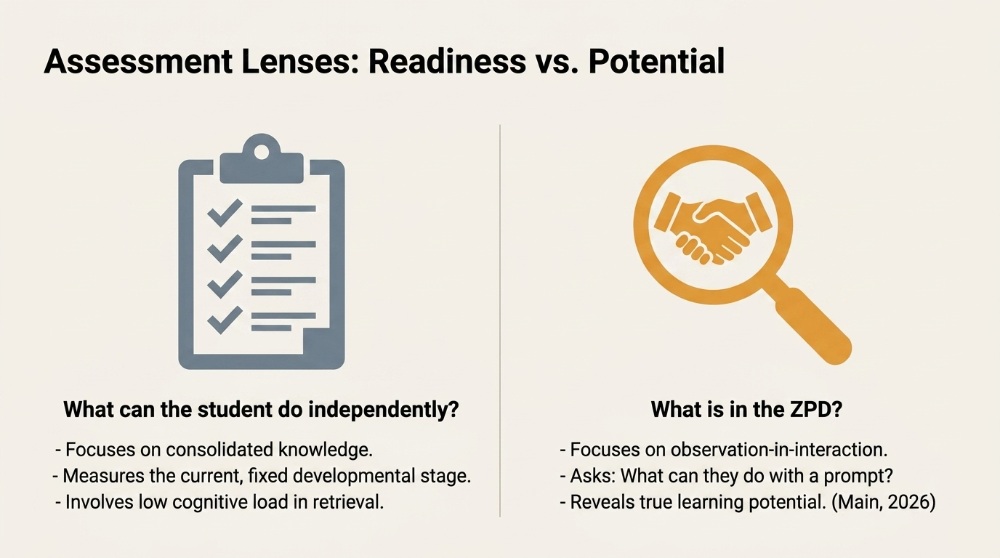 Assessment Lenses: Readiness vs. Potential
What can the student do independently?
- Focuses on consolidated knowledge.
- Measures the current, fixed developmental stage.
- Involves low cognitive load in retrieval.
What is in the ZPD?
- Focuses on observation-in-interaction.
- Asks: What can they do with a prompt?
- Reveals true learning potential. (Main, 2026)